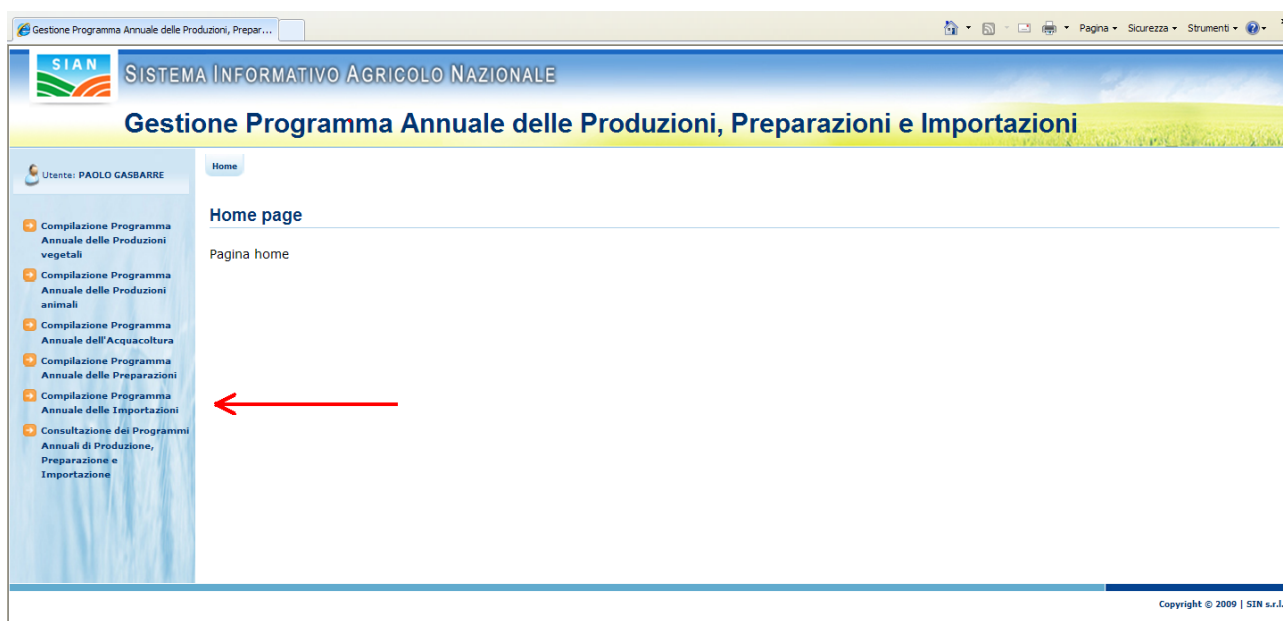 Gestione Programma Annuale delle Produzioni, Prepar...
Pagina
Sicurezza
Strumenti
SIAN
SISTEMA INFORMATIVO AGRICOLO NAZIONALE
Gestione Programma Annuale delle Produzioni, Preparazioni e Importazioni
Utente: PAOLO GASBARRE
Home
Home page
Pagina home
Compilazione Programma
Annuale delle Produzioni
vegetali
Compilazione Programma
Annuale delle Produzioni
animali
Compilazione Programma
Annuale dell'Acquacoltura
Compilazione Programma
Annuale delle Preparazioni
Compilazione Programma
Annuale delle Importazioni
Consultazione dei Programmi
Annuali di Produzione,
Preparazione e
Importazione
Copyright © 2009 | SIN s.r.l.